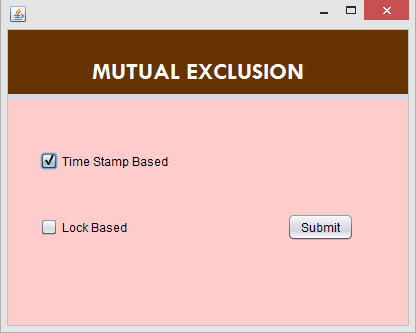 MUTUAL EXCLUSION
Time Stamp Based
Lock Based
Submit